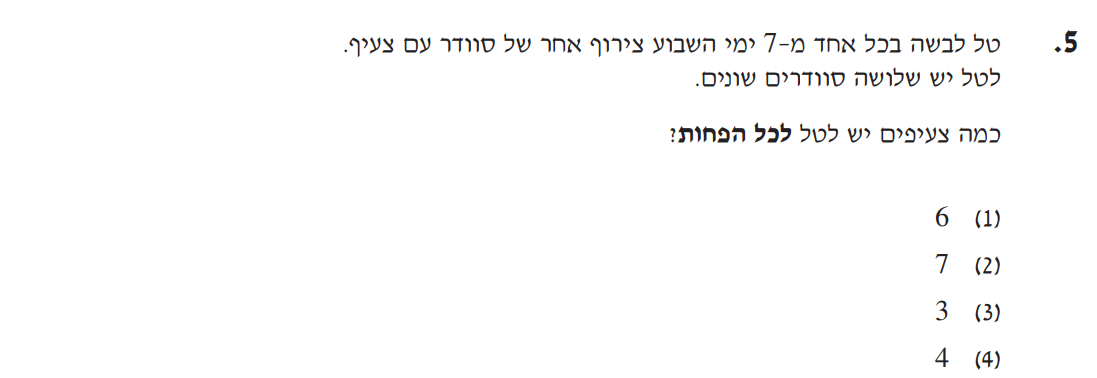 5. טל לבשה בכל אחד מ-7 ימי השבוע צירוף אחר של סוודר עם צעיף.
לטל יש שלושה סוודרים שונים.
כמה צעיפים יש לטל לכל הפחות?
(1) 6
(2) 7
(3) 3
(4) 4